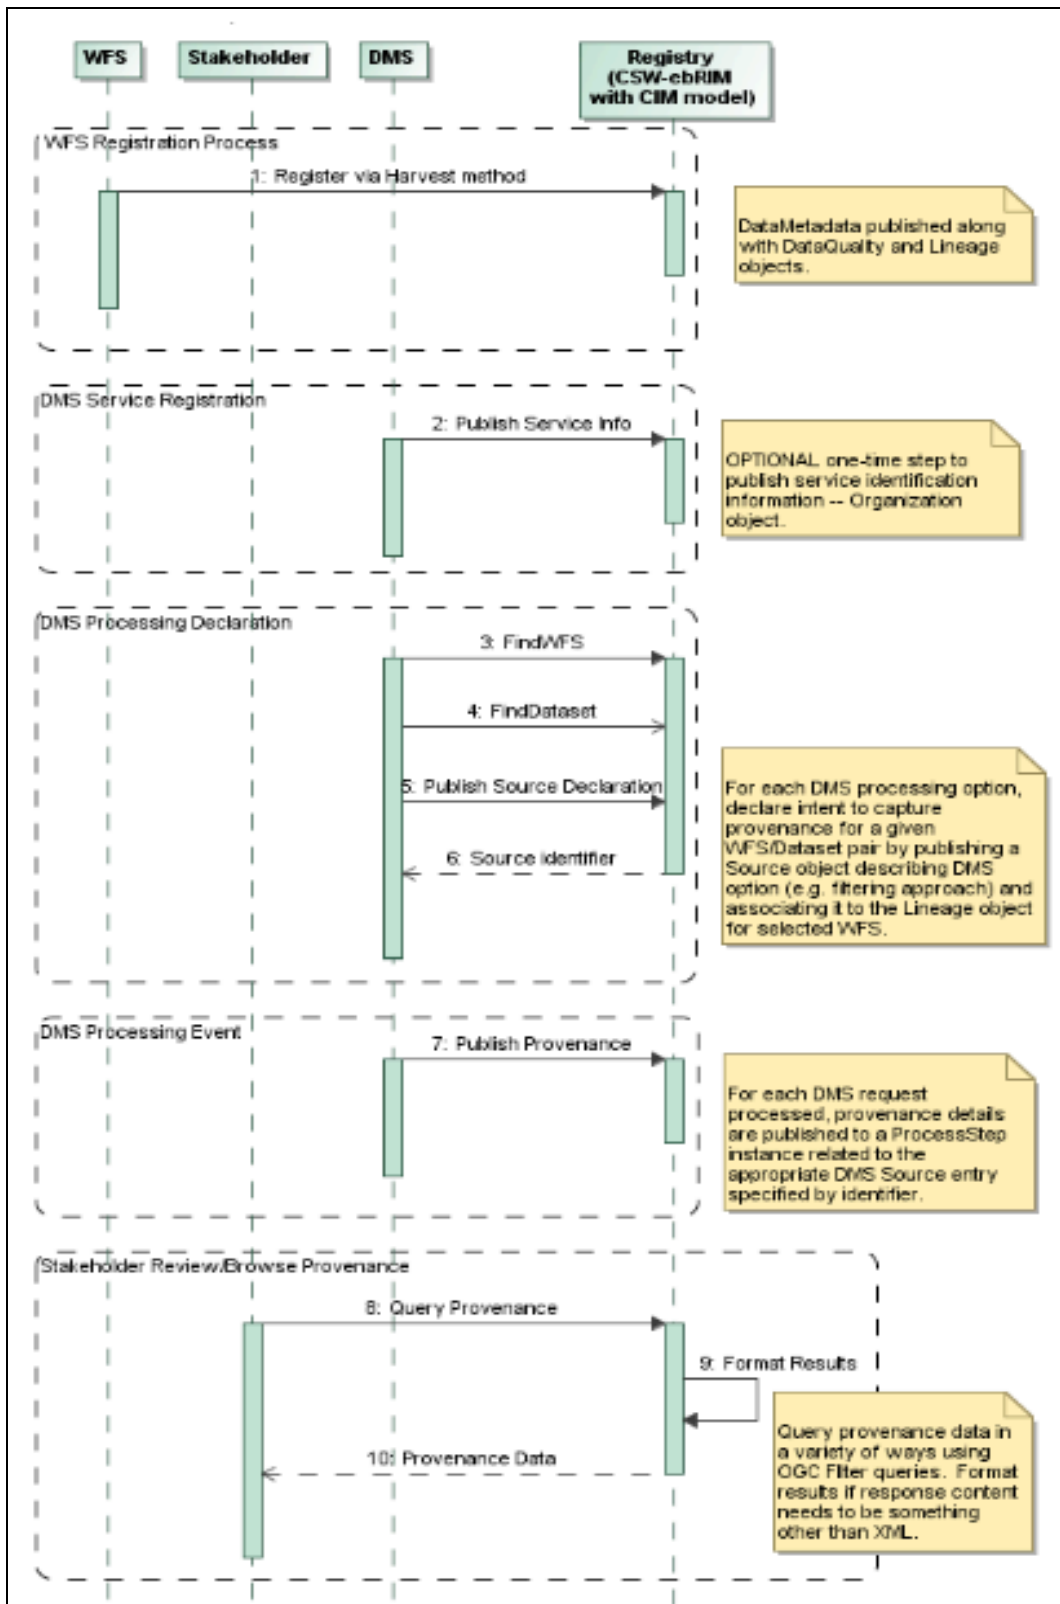 WFS
Stakeholder
DMS
Registry
(CSW-ebRIM
with CIM model)
WFS Registration Process
1: Register via Harvest method
DataMetadata published along
with DataQuality and Lineage
objects.
DMS Service Registration
2: Publish Service Info
OPTIONAL one-time step to
publish service identification
information -- Organization
object.
DMS Processing Declaration
3: FindWFS
4: FindDataset
5: Publish Source Declaration
6: Source identifier
For each DMS processing option,
declare intent to capture
provenance for a given
WFS/Dataset pair by publishing a
Source object describing DMS
option (e.g. filtering approach) and
associating it to the Lineage object
for selected WFS.
DMS Processing Event
7: Publish Provenance
For each DMS request
processed, provenance details
are published to a ProcessStep
instance related to the
appropriate DMS Source entry
specified by identifier.
Stakeholder Review/Browse Provenance
8: Query Provenance
9: Format Results
10: Provenance Data
Query provenance data in
a variety of ways using
OGC Filter queries. Format
results if response content
needs to be something
other than XML.